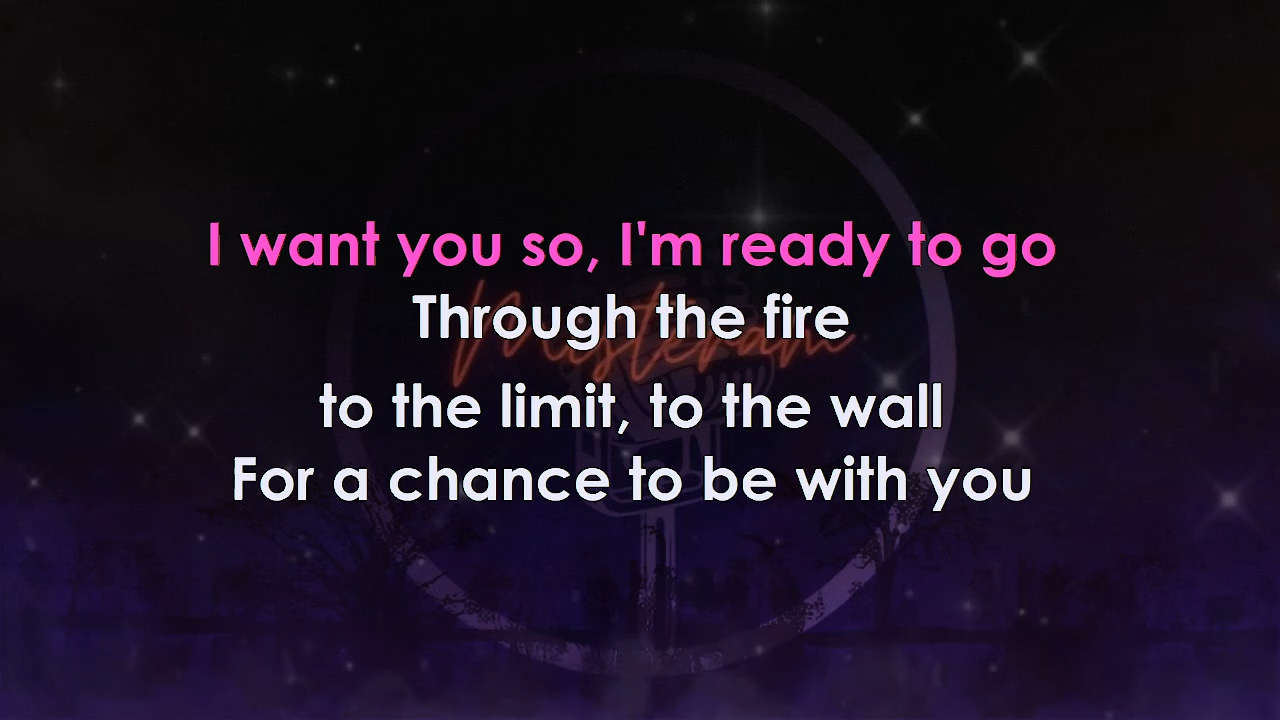 I want you so, I'm ready to go
Through the fire
Misterani
to the limit, to the wall
For a chance to be with you